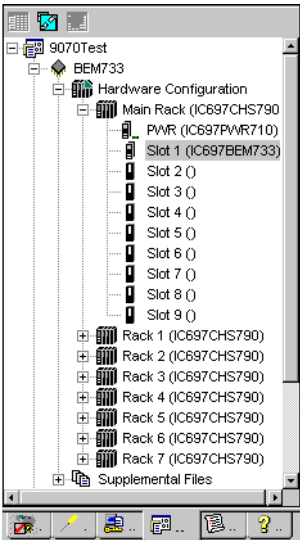 9070Test
BEM733
Hardware Configuration
Main Rack (IC697CHS790
PWR (IC697PWR710)
Slot 1 (IC697BEM733)
Slot 2 ()
Slot 3 ()
Slot 4 ()
Slot 5 ()
Slot 6 ()
Slot 7 ()
Slot 8 ()
Slot 9 ()
Rack 1 (IC697CHS790)
Rack 2 (IC697CHS790)
Rack 3 (IC697CHS790)
Rack 4 (IC697CHS790)
Rack 5 (IC697CHS790)
Rack 6 (IC697CHS790)
Rack 7 (IC697CHS790)
Supplemental Files